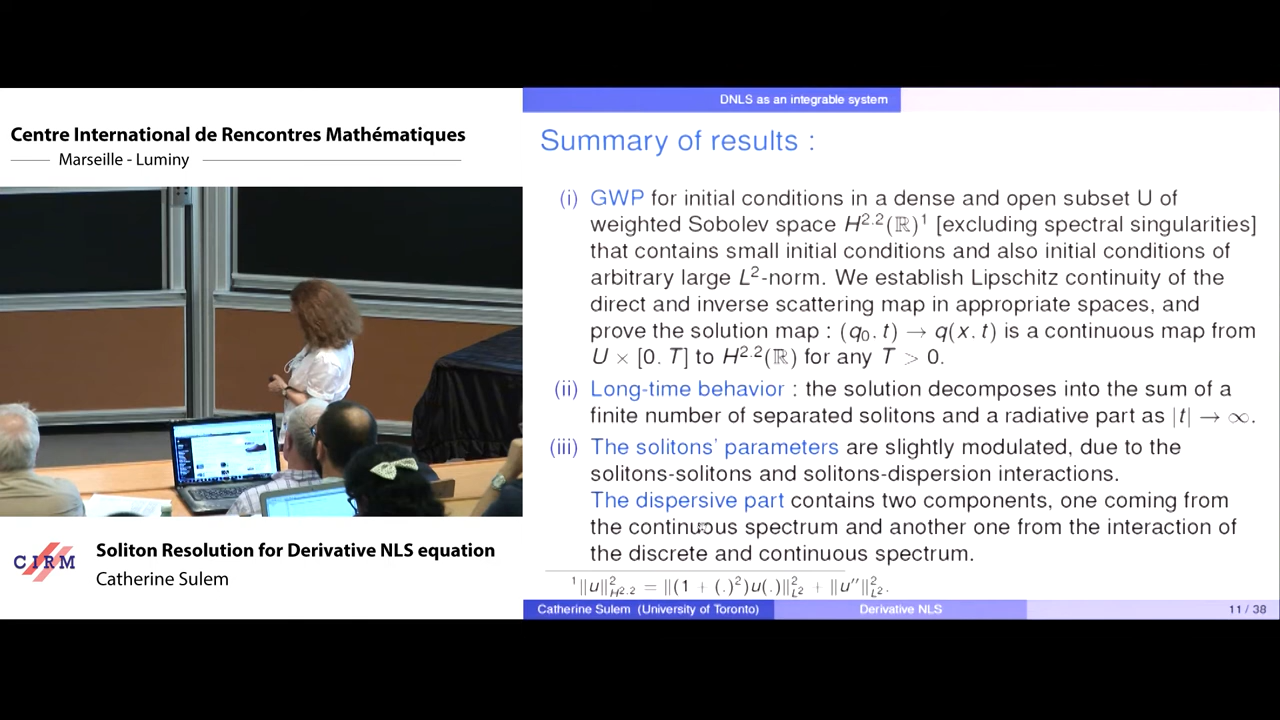 Centre International de Rencontres Mathématiques
Marseille - Luminy
CIRM
Soliton Resolution for Derivative NLS equation
Catherine Sulem
DNLS as an integrable system
Summary of results :
(i) GWP for initial conditions in a dense and open subset U of
weighted Sobolev space H^{2.2}(ℝ)^1 [excluding spectral singularities]
that contains small initial conditions and also initial conditions of
arbitrary large L^2-norm. We establish Lipschitz continuity of the
direct and inverse scattering map in appropriate spaces, and
prove the solution map : (q_0. t) → q(x. t) is a continuous map from
U × [0. T] to H^{2.2}(ℝ) for any T > 0.
(ii) Long-time behavior : the solution decomposes into the sum of a
finite number of separated solitons and a radiative part as |t| → ∞.
(iii) The solitons' parameters are slightly modulated, due to the
solitons-solitons and solitons-dispersion interactions.
The dispersive part contains two components, one coming from
the continuous spectrum and another one from the interaction of
the discrete and continuous spectrum.
^1 ‖u‖^2_{H^{2.2}} = ‖(1 + (.)^2)u(.)‖^2_{L^2} + ‖u′′‖^2_{L^2}.
Catherine Sulem (University of Toronto) Derivative NLS 11 / 38